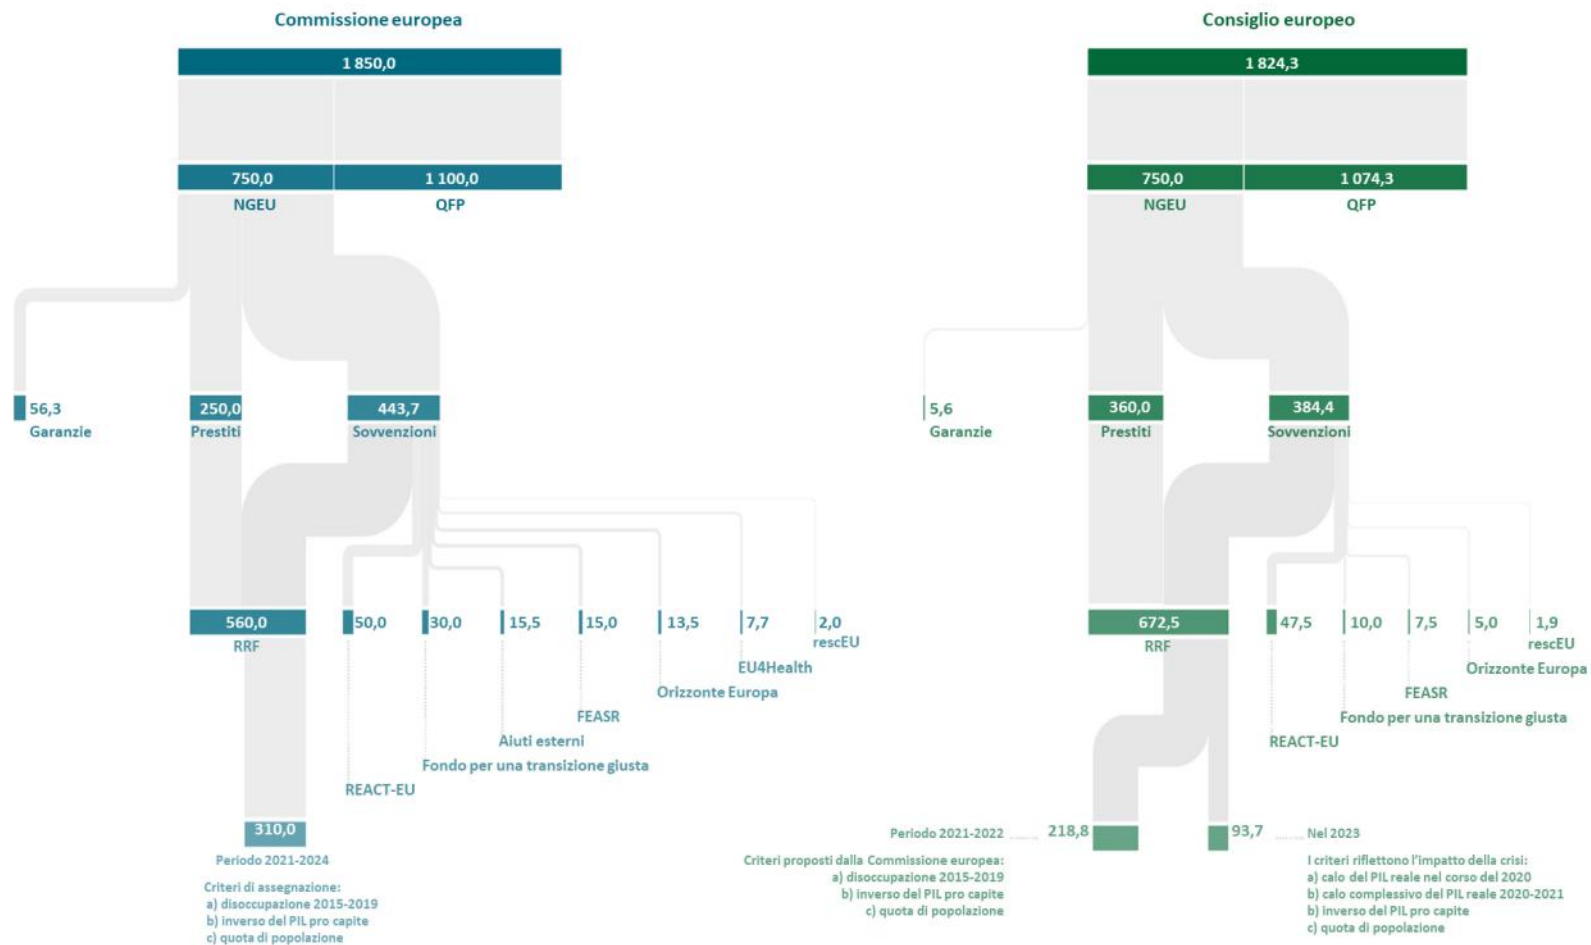 Commissione europea
1 850,0
750,0
1 100,0
NGEU
QFP
56,3
Garanzie
250,0
Prestiti
443,7
Sovvenzioni
560,0
RRF
50,0
30,0
15,5
15,0
13,5
7,7
2,0
rescEU
EU4Health
Orizzonte Europa
FEASR
Aiuti esterni
Fondo per una transizione giusta
REACT-EU
310,0
Periodo 2021-2024
Criteri di assegnazione:
a) disoccupazione 2015-2019
b) inverso del PIL pro capite
c) quota di popolazione
Consiglio europeo
1 824,3
750,0
1 074,3
NGEU
QFP
5,6
Garanzie
360,0
Prestiti
384,4
Sovvenzioni
672,5
RRF
47,5
10,0
7,5
5,0
1,9
rescEU
Orizzonte Europa
FEASR
Fondo per una transizione giusta
REACT-EU
Periodo 2021-2022
218,8
Criteri proposti dalla Commissione europea:
a) disoccupazione 2015-2019
b) inverso del PIL pro capite
c) quota di popolazione
93,7
Nel 2023
I criteri riflettono l'impatto della crisi:
a) calo del PIL reale nel corso del 2020
b) calo complessivo del PIL reale 2020-2021
b) inverso del PIL pro capite
c) quota di popolazione